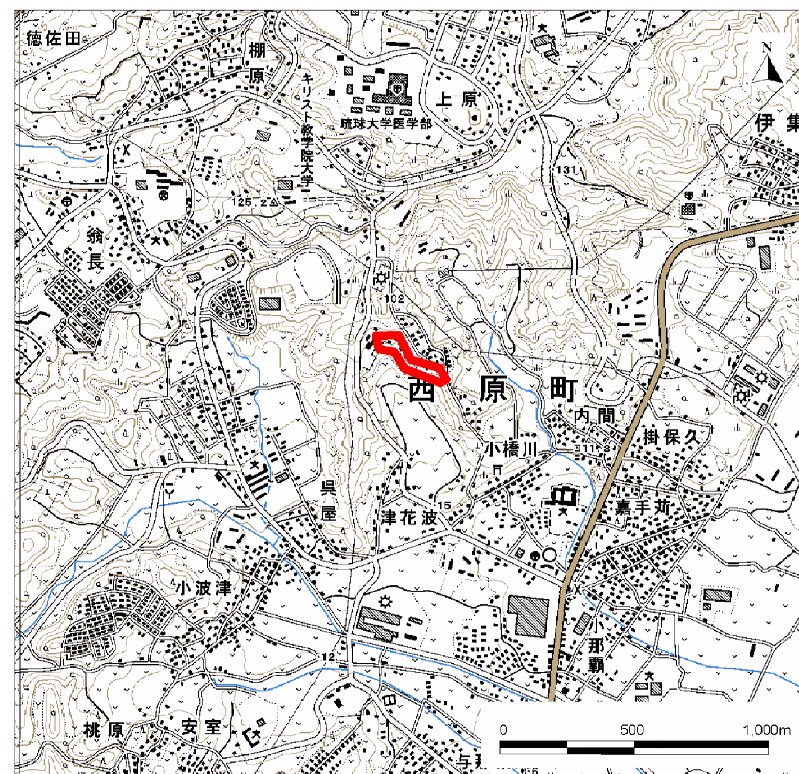 徳佐田
棚原
キリスト教学院大学
琉球大学医学部
上原
N
伊集
131
125.2
翁長
102
西原町
内間
掛保久
小橋川
11.2
呉屋
津花波
15
嘉手苅
小波津
小那覇
12
桃原
安室
与那
0 500 1,000m